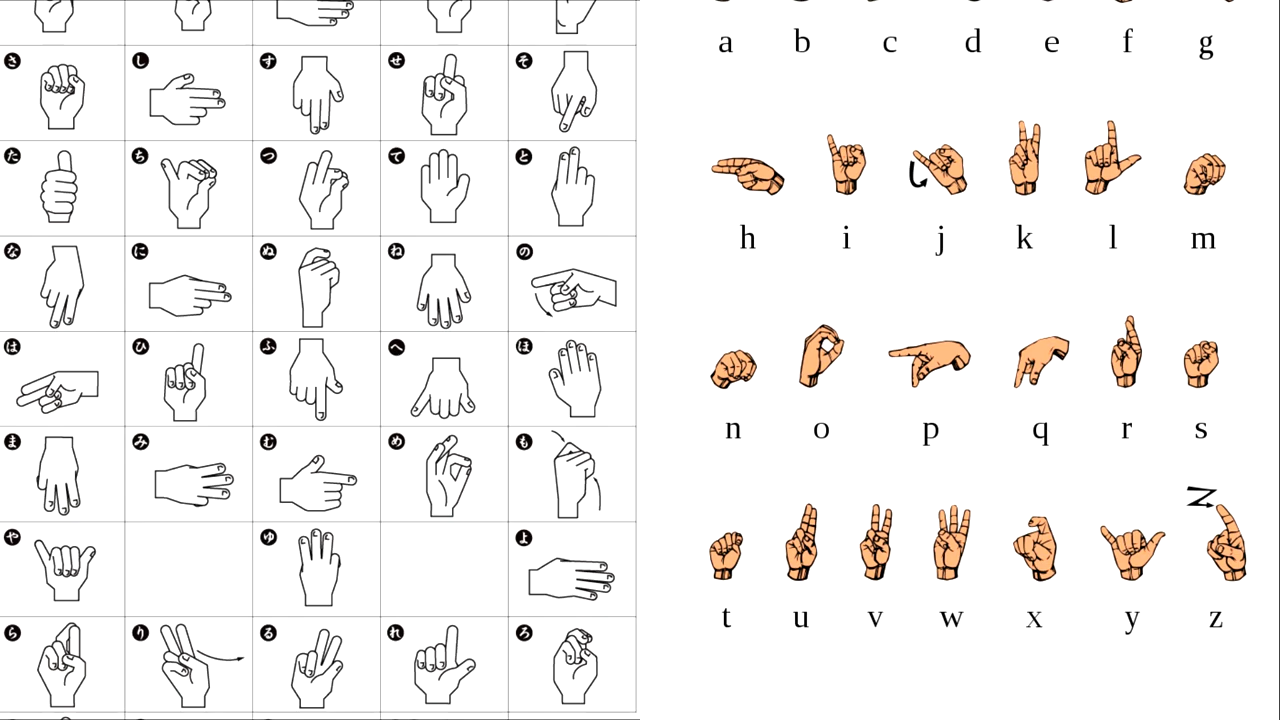 さ し す せ そ
た ち つ て と
な に ぬ ね の
は ひ ふ へ ほ
ま み む め も
や ゆ よ
ら り る れ ろ
a b c d e f g
h i j k l m
n o p q r s
Z
t u v w x y z